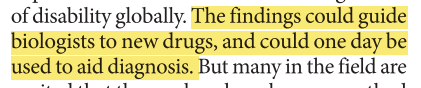 of disability globally. The findings could guide
biologists to new drugs, and could one day be
used to aid diagnosis. But many in the field are